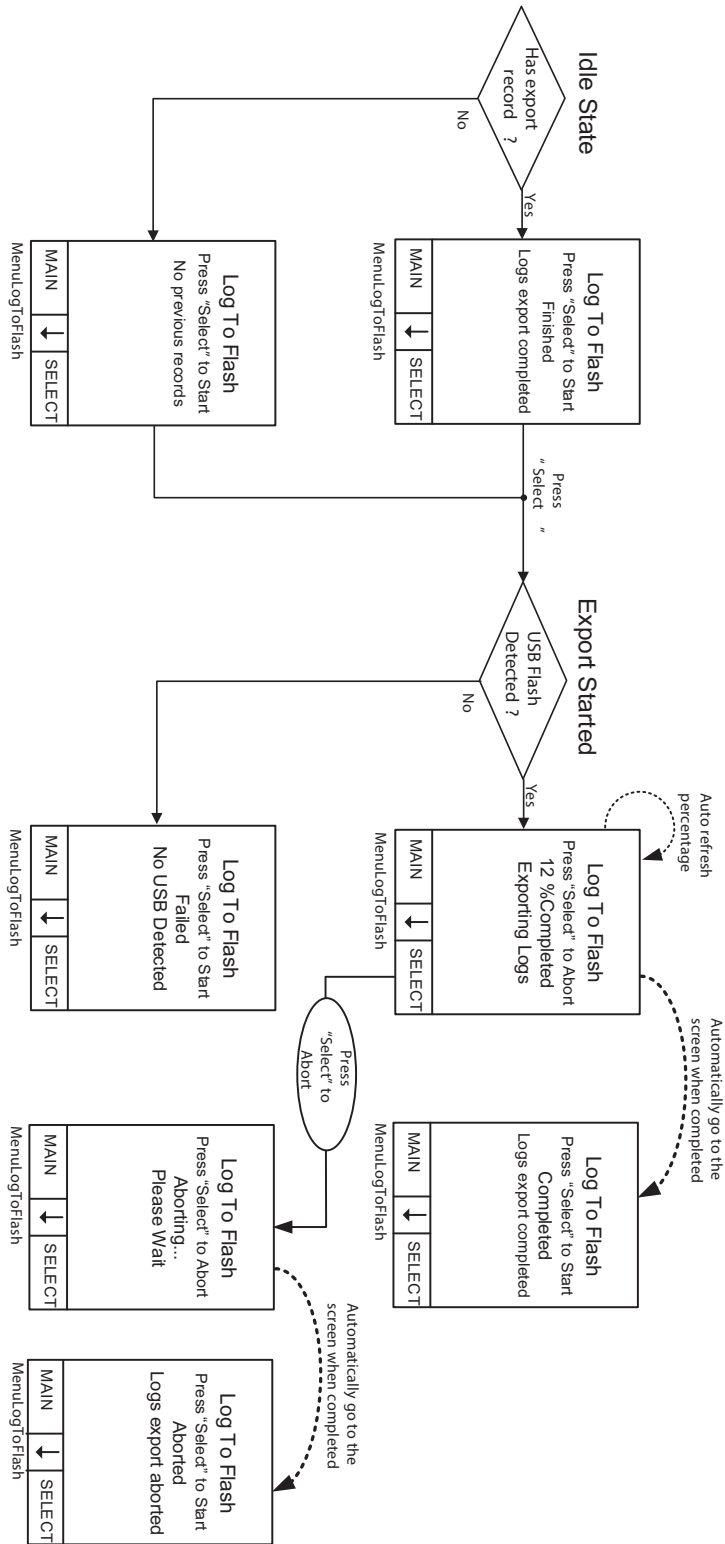 Idle State
Has export
record ?
Yes
No
Log To Flash
Press “Select” to Start
Finished
Logs export completed
MAIN
SELECT
MenuLogToFlash
Log To Flash
Press “Select” to Start
No previous records
MAIN
SELECT
MenuLogToFlash
Press
“ Select ”
Export Started
USB Flash
Detected ?
Yes
No
Auto refresh
percentage
Log To Flash
Press “Select” to Abort
12 %Completed
Exporting Logs
MAIN
SELECT
MenuLogToFlash
Log To Flash
Press “Select” to Start
Failed
No USB Detected
MAIN
SELECT
MenuLogToFlash
Automatically go to the
screen when completed
Press
“Select” to
Abort
Log To Flash
Press “Select” to Start
Completed
Logs export completed
MAIN
SELECT
MenuLogToFlash
Log To Flash
Press “Select” to Abort
Aborting...
Please Wait
MAIN
SELECT
MenuLogToFlash
Automatically go to the
screen when completed
Log To Flash
Press “Select” to Start
Aborted
Logs export aborted
MAIN
SELECT
MenuLogToFlash